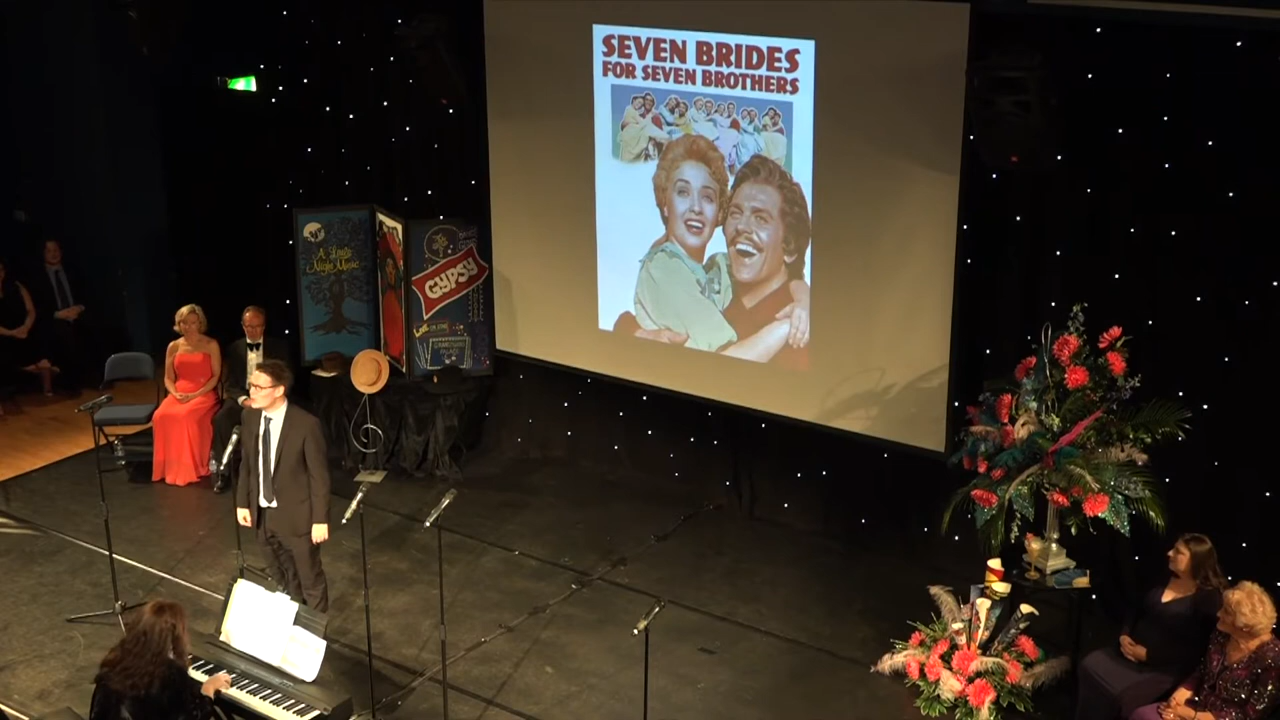 SEVEN BRIDES
FOR SEVEN BROTHERS
A Little
Night Music
GYPSY